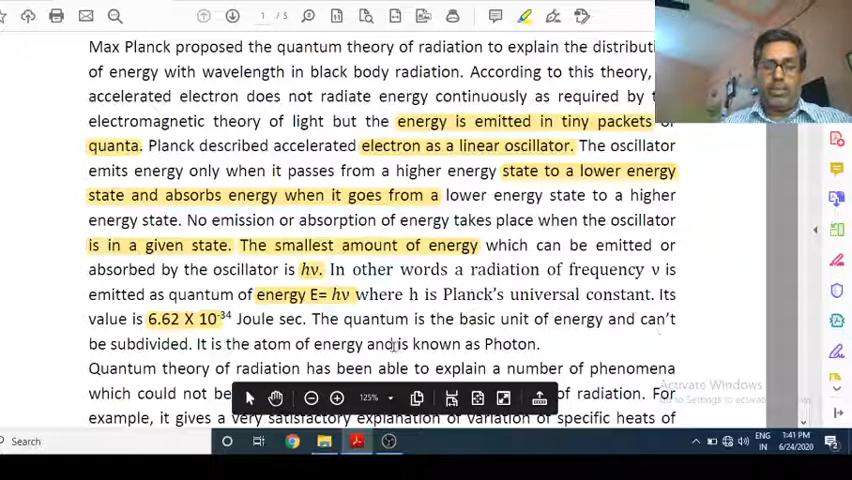 1 / 5
Max Planck proposed the quantum theory of radiation to explain the
of energy with wavelength in black body radiation. According to this theory,
accelerated electron does not radiate energy continuously as required by
electromagnetic theory of light but the energy is emitted in tiny packets
quanta. Planck described accelerated electron as a linear oscillator. The oscillator
emits energy only when it passes from a higher energy state to a lower energy
state and absorbs energy when it goes from a lower energy state to a higher
energy state. No emission or absorption of energy takes place when the oscillator
is in a given state. The smallest amount of energy which can be emitted or
absorbed by the oscillator is hν. In other words a radiation of frequency ν is
emitted as quantum of energy E= hν where h is Planck's universal constant. Its
value is 6.62 X 10⁻³⁴ Joule sec. The quantum is the basic unit of energy and can't
be subdivided. It is the atom of energy and is known as Photon.
Quantum theory of radiation has been able to explain a number of phenomena
which could not be of radiation. For
125%
example, it gives a very satisfactory explanation of variation of specific heats of
Activate Windows
Go to Settings to activate
Search
ENG
IN
1:41 PM
6/24/2020
2